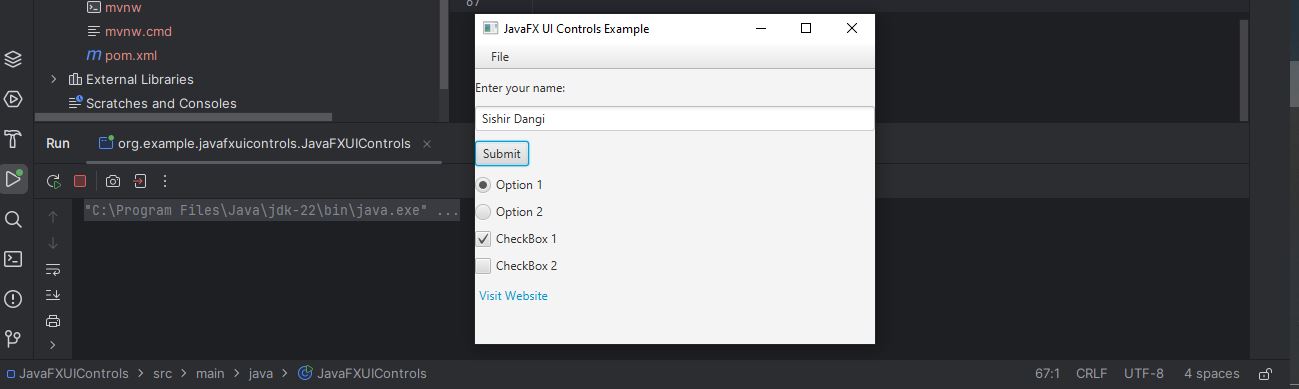 mvnw
mvnw.cmd
m pom.xml
External Libraries
Scratches and Consoles
Run
org.example.javafxuicontrols.JavaFXUIControls
"C:\Program Files\Java\jdk-22\bin\java.exe" ...
67
JavaFX UI Controls Example
File
Enter your name:
Sishir Dangi
Submit
Option 1
Option 2
CheckBox 1
CheckBox 2
Visit Website
JavaFXUIControls > src > main > java > JavaFXUIControls
67:1 CRLF UTF-8 4 spaces